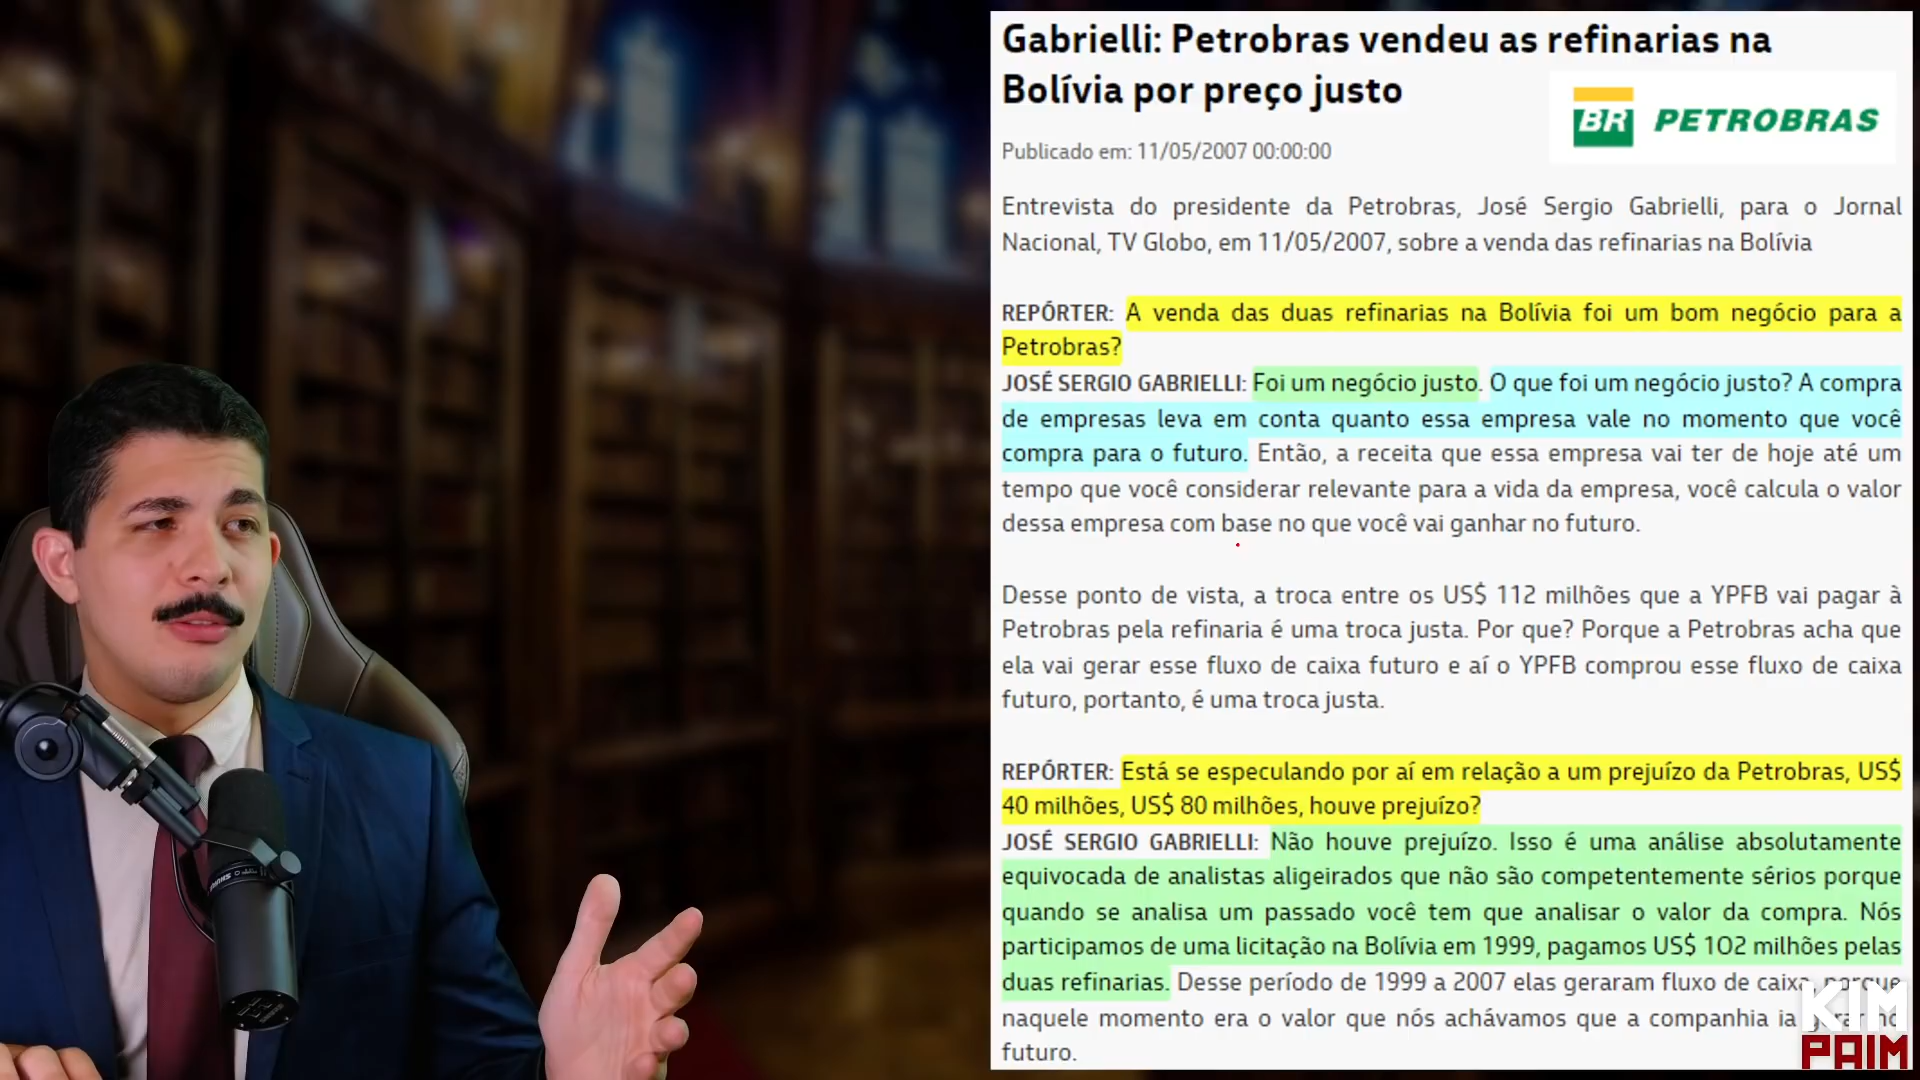 Gabrielli: Petrobras vendeu as refinarias na
Bolívia por preço justo
BR PETROBRAS
Publicado em: 11/05/2007 00:00:00
Entrevista do presidente da Petrobras, José Sergio Gabrielli, para o Jornal
Nacional, TV Globo, em 11/05/2007, sobre a venda das refinarias na Bolívia
REPÓRTER: A venda das duas refinarias na Bolívia foi um bom negócio para a
Petrobras?
JOSÉ SERGIO GABRIELLI: Foi um negócio justo. O que foi um negócio justo? A compra
de empresas leva em conta quanto essa empresa vale no momento que você
compra para o futuro. Então, a receita que essa empresa vai ter de hoje até um
tempo que você considerar relevante para a vida da empresa, você calcula o valor
dessa empresa com base no que você vai ganhar no futuro.
Desse ponto de vista, a troca entre os US$ 112 milhões que a YPFB vai pagar à
Petrobras pela refinaria é uma troca justa. Por que? Porque a Petrobras acha que
ela vai gerar esse fluxo de caixa futuro e aí o YPFB comprou esse fluxo de caixa
futuro, portanto, é uma troca justa.
REPÓRTER: Está se especulando por aí em relação a um prejuízo da Petrobras, US$
40 milhões, US$ 80 milhões, houve prejuízo?
JOSÉ SERGIO GABRIELLI: Não houve prejuízo. Isso é uma análise absolutamente
equivocada de analistas aligeirados que não são competentemente sérios porque
quando se analisa um passado você tem que analisar o valor da compra. Nós
participamos de uma licitação na Bolívia em 1999, pagamos US$ 1O2 milhões pelas
duas refinarias. Desse período de 1999 a 2007 elas geraram fluxo de caixa, porque
naquele momento era o valor que nós achávamos que a companhia ia gerar no
futuro.
SHURE
KIM
PAIM